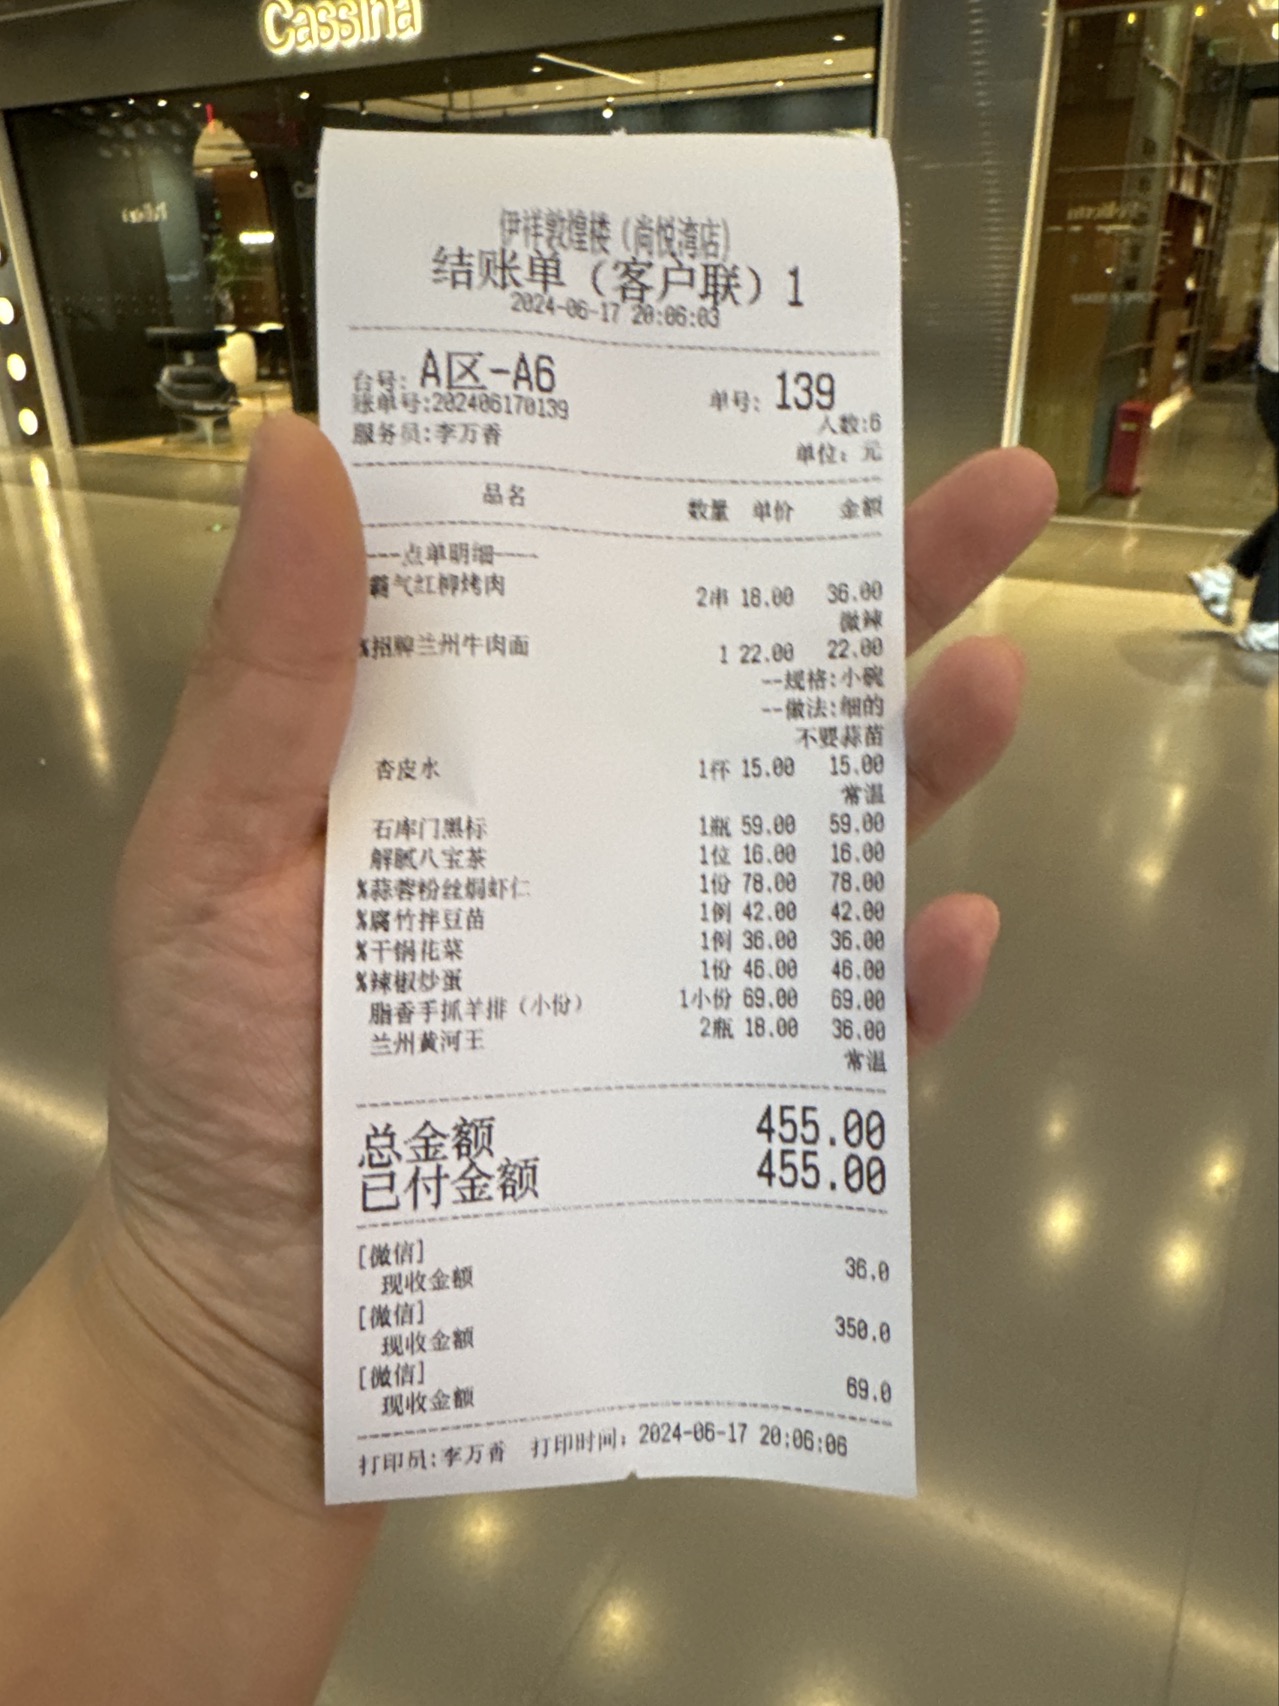 Cassina
伊祥敦煌楼（尚悦湾店）
结账单（客户联）1
2024-06-17 20:06:03
台号: A区-A6 单号: 139
账单号:202406170139 人数:6
服务员:李万香 单位: 元
品名 数量 单价 金额
----点单明细----
霸气红柳烤肉 2串 18.00 36.00
微辣
%招牌兰州牛肉面 1 22.00 22.00
--规格:小碗
--做法:细的
不要蒜苗
杏皮水 1杯 15.00 15.00
常温
石库门黑标 1瓶 59.00 59.00
解腻八宝茶 1位 16.00 16.00
%蒜蓉粉丝焗虾仁 1份 78.00 78.00
%腐竹拌豆苗 1例 42.00 42.00
%干锅花菜 1例 36.00 36.00
%辣椒炒蛋 1份 46.00 46.00
脂香手抓羊排（小份） 1小份 69.00 69.00
兰州黄河王 2瓶 18.00 36.00
常温
总金额 455.00
已付金额 455.00
[微信]
现收金额 36.0
[微信]
现收金额 350.0
[微信]
现收金额 69.0
打印员:李万香 打印时间: 2024-06-17 20:06:06